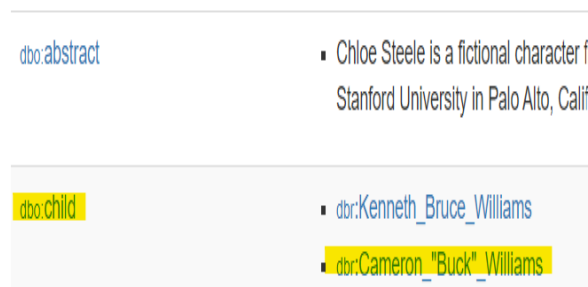 dbo:abstract
▪ Chloe Steele is a fictional character
Stanford University in Palo Alto,
dbo:child
▪ dbr:Kenneth_Bruce_Williams
▪ dbr:Cameron_"Buck"_Williams